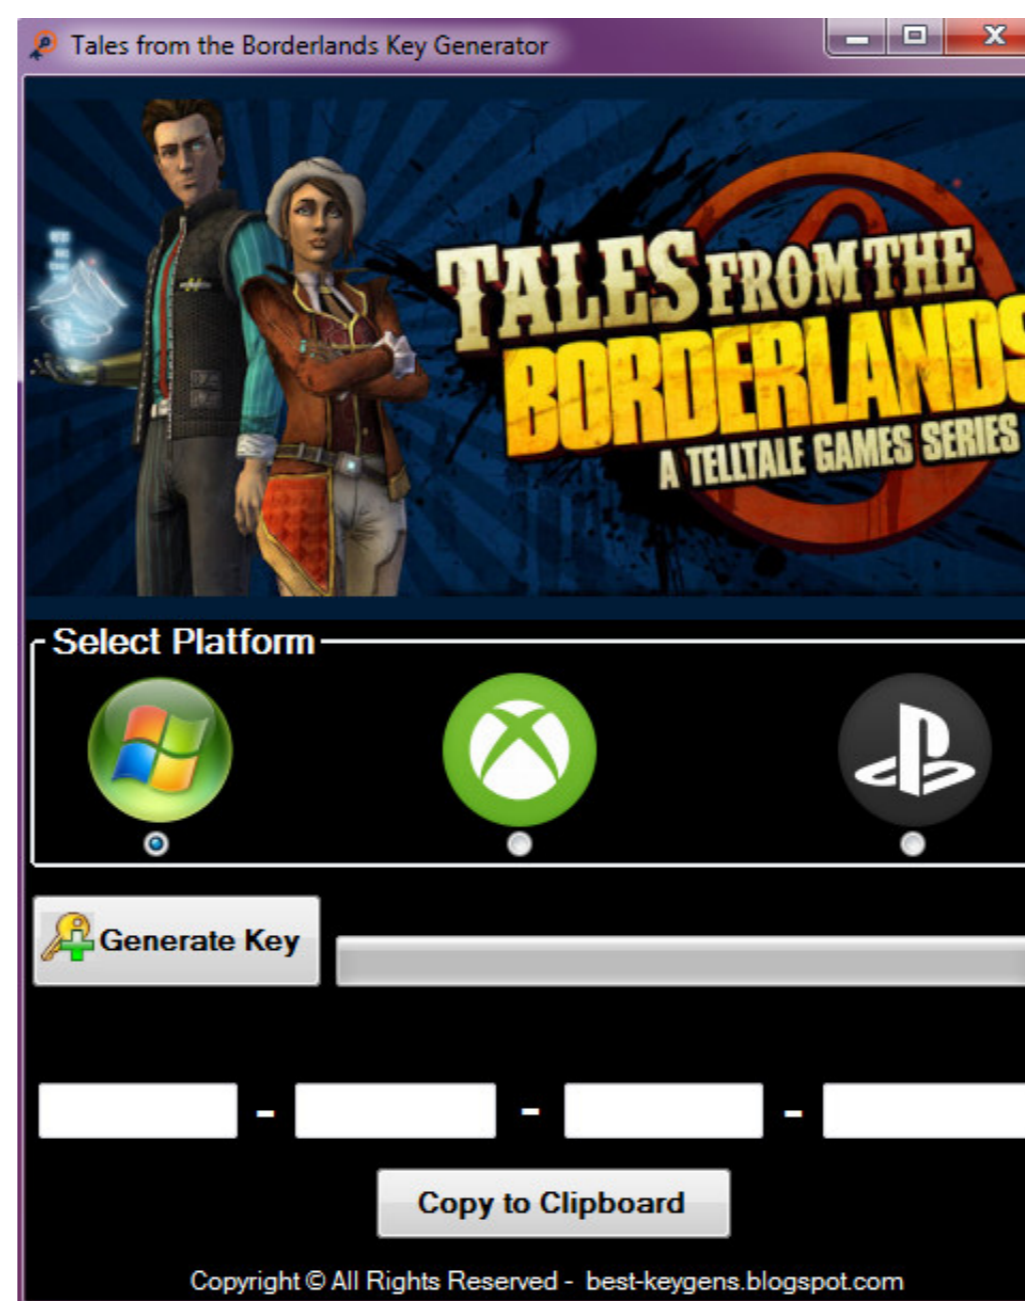 Tales from the Borderlands Key Generator
TALES FROM THE
BORDERLANDS
A TELLTALE GAMES SERIES
Select Platform
Generate Key
- - -
Copy to Clipboard
Copyright © All Rights Reserved - best-keygens.blogspot.com